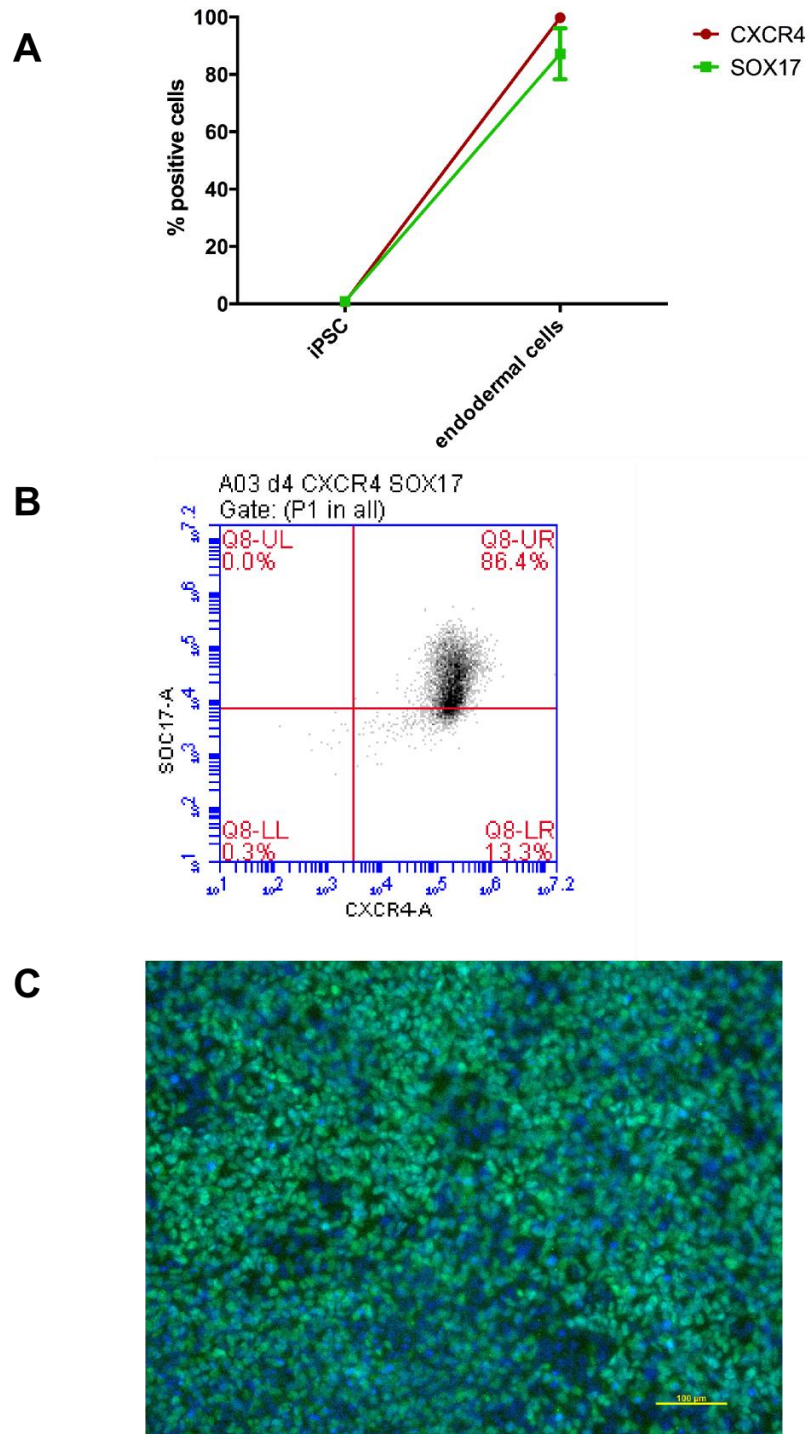 A
100
80
60
40
20
0
% positive cells
iPSC
endodermal cells
CXCR4
SOX17
B
A03 d4 CXCR4 SOX17
Gate: (P1 in all)
Q8-UL
0.0%
Q8-UR
86.4%
Q8-LL
0.3%
Q8-LR
13.3%
10^7.2
10^6
10^5
10^4
10^3
10^2
10^1
SOC17-A
10^1
10^2
10^3
10^4
10^5
10^6
10^7.2
CXCR4-A
C
100 µm